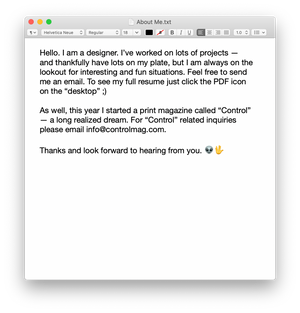 About Me.txt
Helvetica Neue
Regular
18
B I U S
1.0
Hello. I am a designer. I've worked on lots of projects —
and thankfully have lots on my plate, but I am always on the
lookout for interesting and fun situations. Feel free to send
me an email. To see my full resume just click the PDF icon
on the “desktop” ;)
As well, this year I started a print magazine called “Control”
— a long realized dream. For “Control” related inquiries
please email info@controlmag.com.
Thanks and look forward to hearing from you. 👽🖖